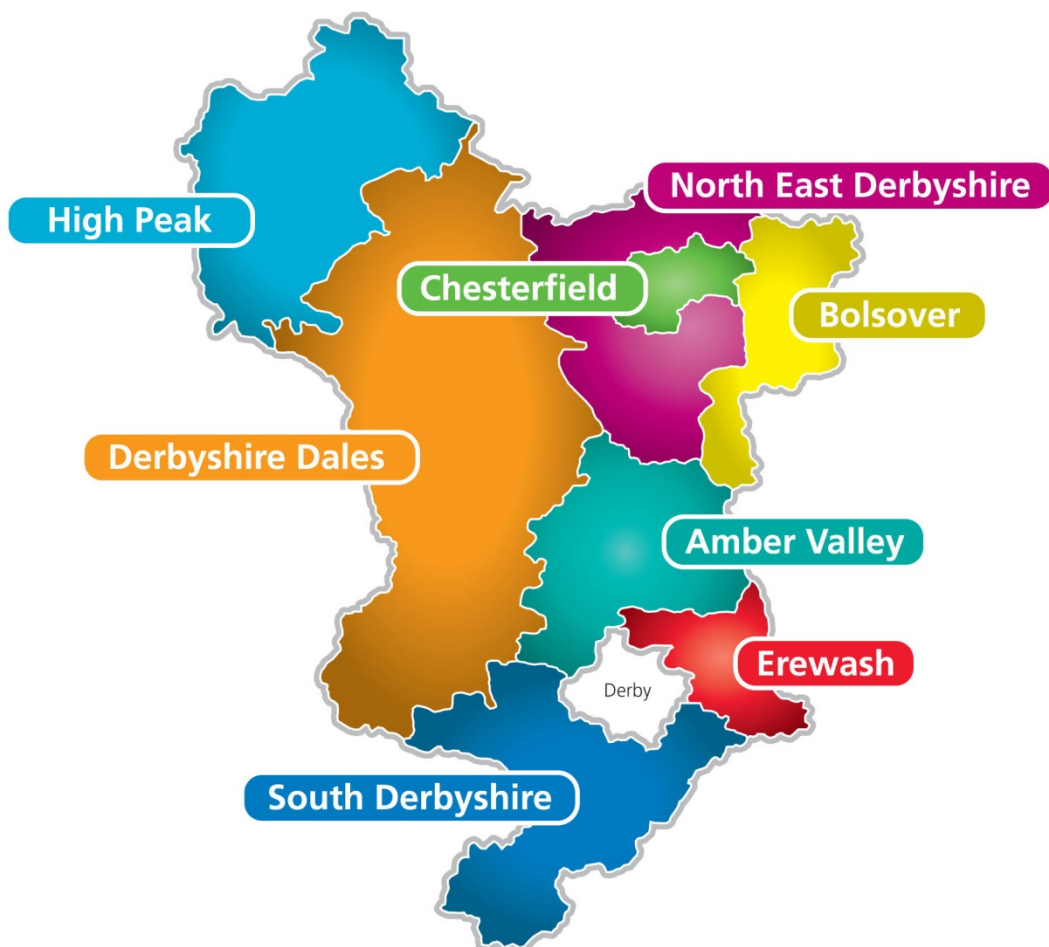 North East Derbyshire
High Peak
Chesterfield
Bolsover
Derbyshire Dales
Amber Valley
Erewash
Derby
South Derbyshire